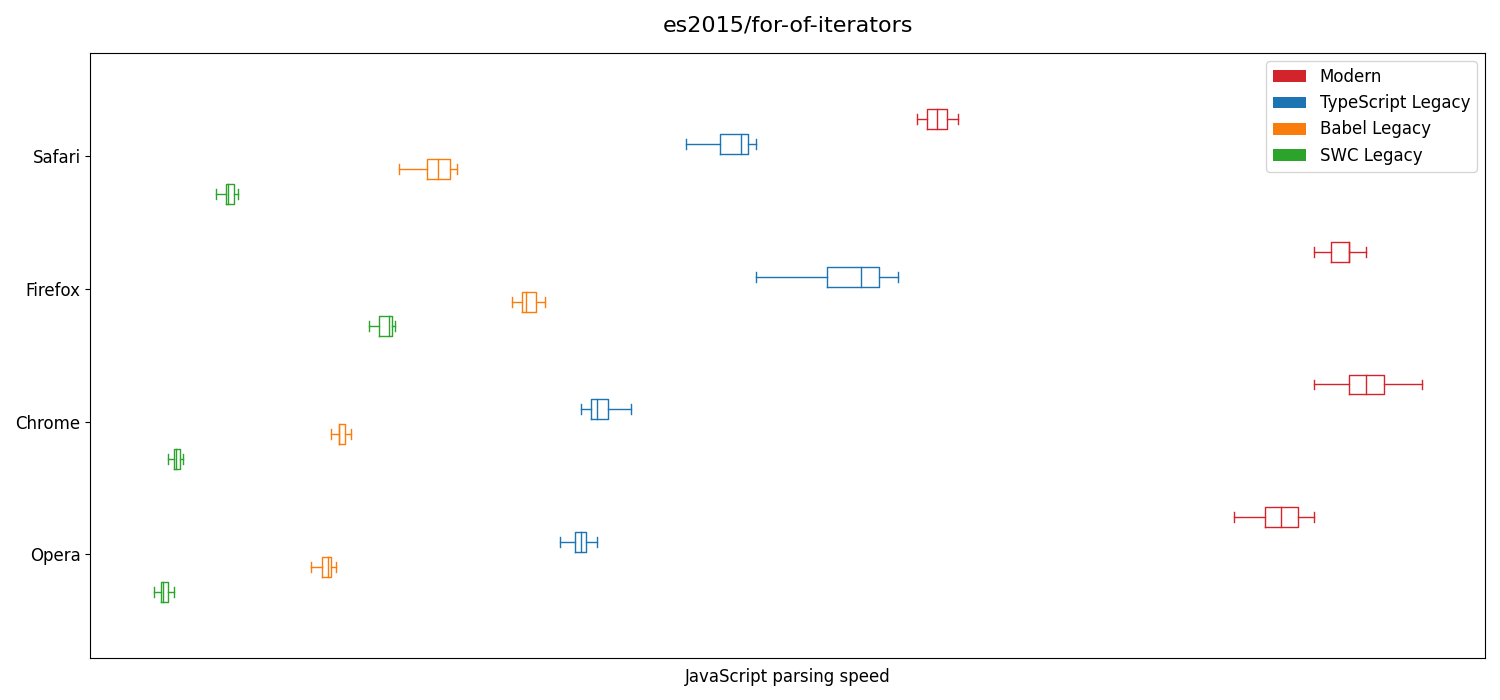 es2015/for-of-iterators
Modern
TypeScript Legacy
Babel Legacy
SWC Legacy
Safari
Firefox
Chrome
Opera
JavaScript parsing speed